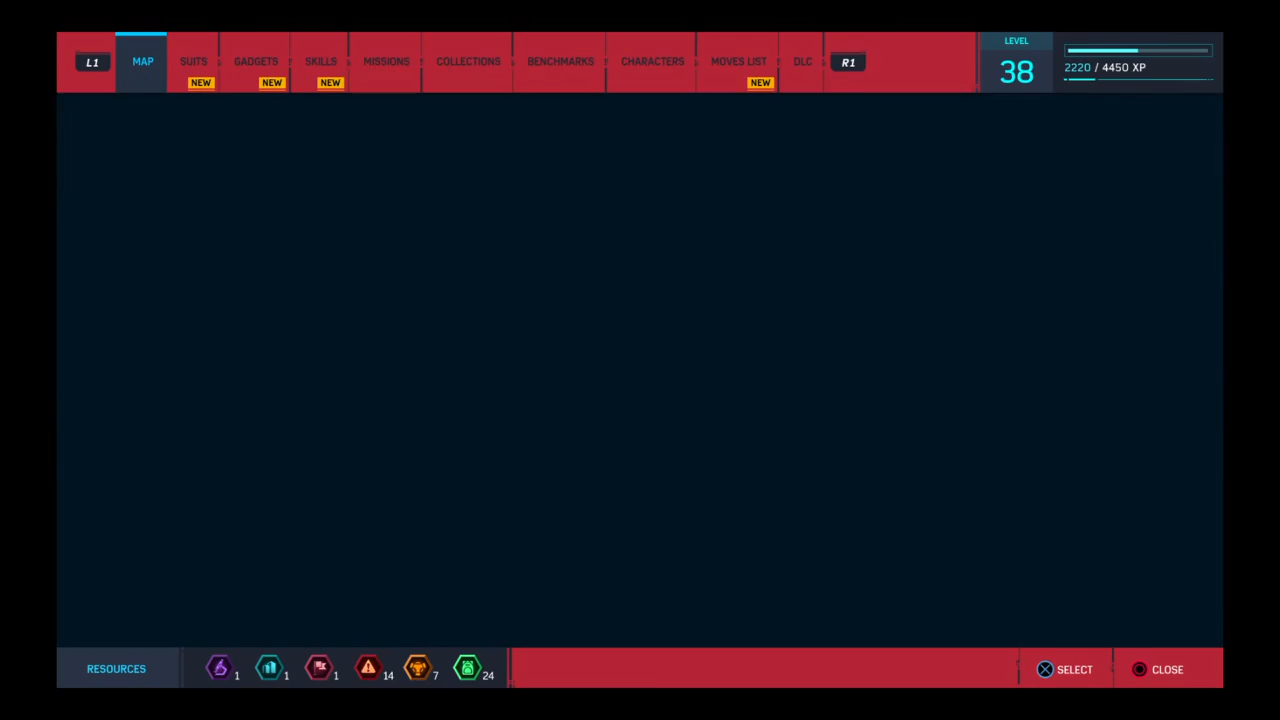 L1 MAP SUITS GADGETS SKILLS MISSIONS COLLECTIONS BENCHMARKS CHARACTERS MOVES LIST DLC R1
NEW NEW NEW NEW
LEVEL
38
2220 / 4450 XP
RESOURCES 1 1 1 14 7 24 SELECT CLOSE